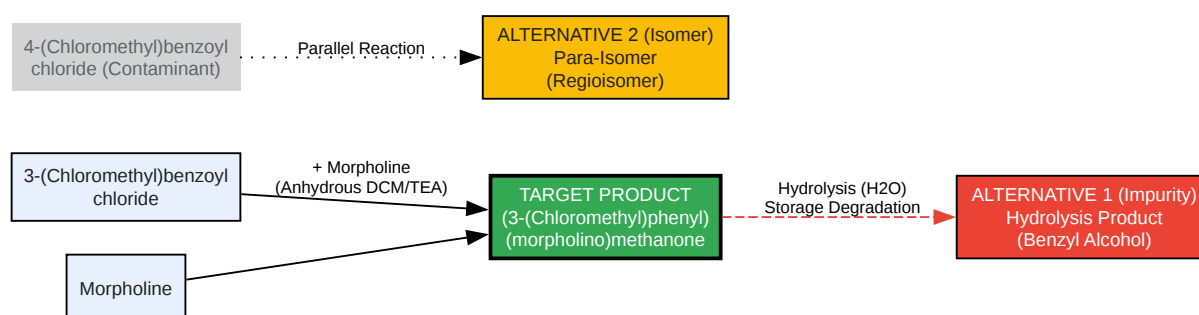 4-(Chloromethyl)benzoyl
chloride (Contaminant)
Parallel Reaction
ALTERNATIVE 2 (Isomer)
Para-Isomer
(Regioisomer)
3-(Chloromethyl)benzoyl
chloride
+ Morpholine
(Anhydrous DCM/TEA)
TARGET PRODUCT
(3-(Chloromethyl)phenyl)
(morpholino)methanone
Hydrolysis (H2O)
Storage Degradation
ALTERNATIVE 1 (Impurity)
Hydrolysis Product
(Benzyl Alcohol)
Morpholine